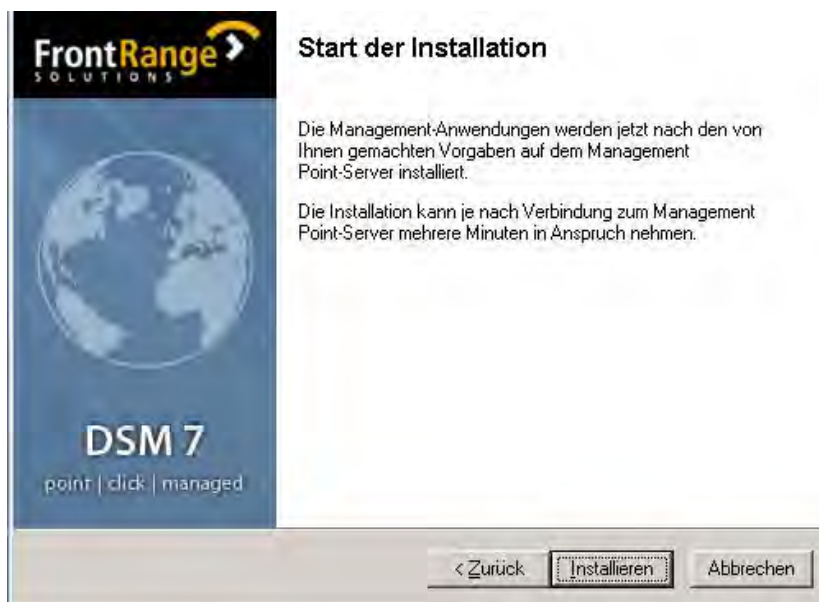 FrontRange
SOLUTIONS
Start der Installation
Die Management-Anwendungen werden jetzt nach den von
Ihnen gemachten Vorgaben auf dem Management
Point-Server installiert.
Die Installation kann je nach Verbindung zum Management
Point-Server mehrere Minuten in Anspruch nehmen.
DSM 7
point | click | managed
< Zurück
Installieren
Abbrechen